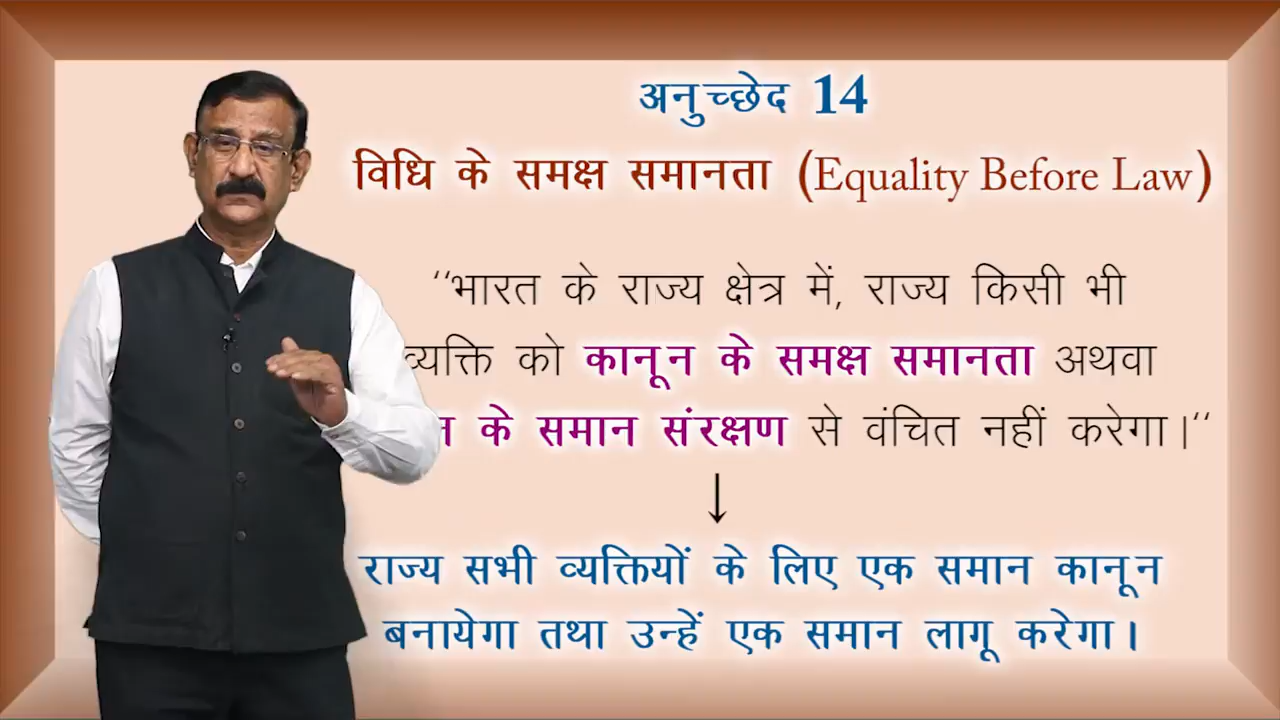 अनुच्छेद 14
विधि के समक्ष समानता (Equality Before Law)
‘‘भारत के राज्य क्षेत्र में, राज्य किसी भी
व्यक्ति को कानून के समक्ष समानता अथवा
के समान संरक्षण से वंचित नहीं करेगा।‘‘
↓
राज्य सभी व्यक्तियों के लिए एक समान कानून
बनायेगा तथा उन्हें एक समान लागू करेगा।